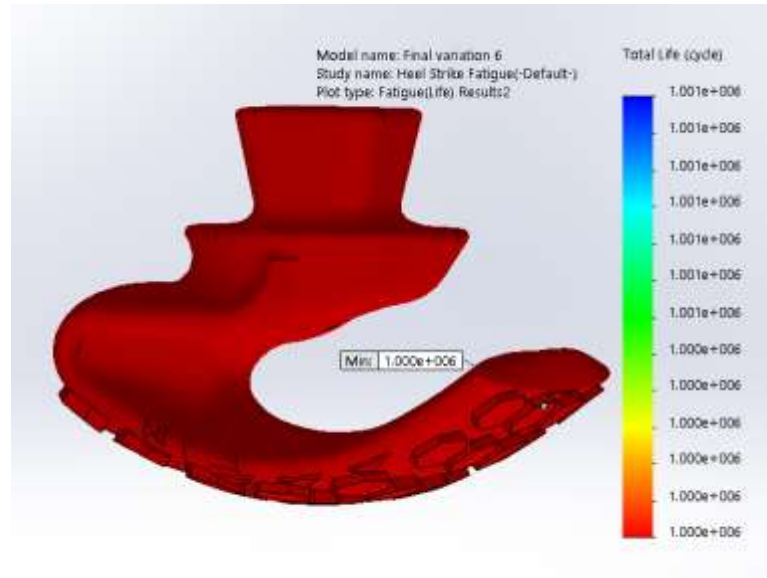 Model name: Final variation 6
Study name: Heel Strike Fatigue(-Default-)
Plot type: Fatigue(Life) Results2
Total Life (cycle)
1.001e+006
1.001e+006
1.001e+006
1.001e+006
1.001e+006
1.001e+006
1.001e+006
1.000e+006
1.000e+006
1.000e+006
1.000e+006
1.000e+006
1.000e+006
Min: 1.000e+006